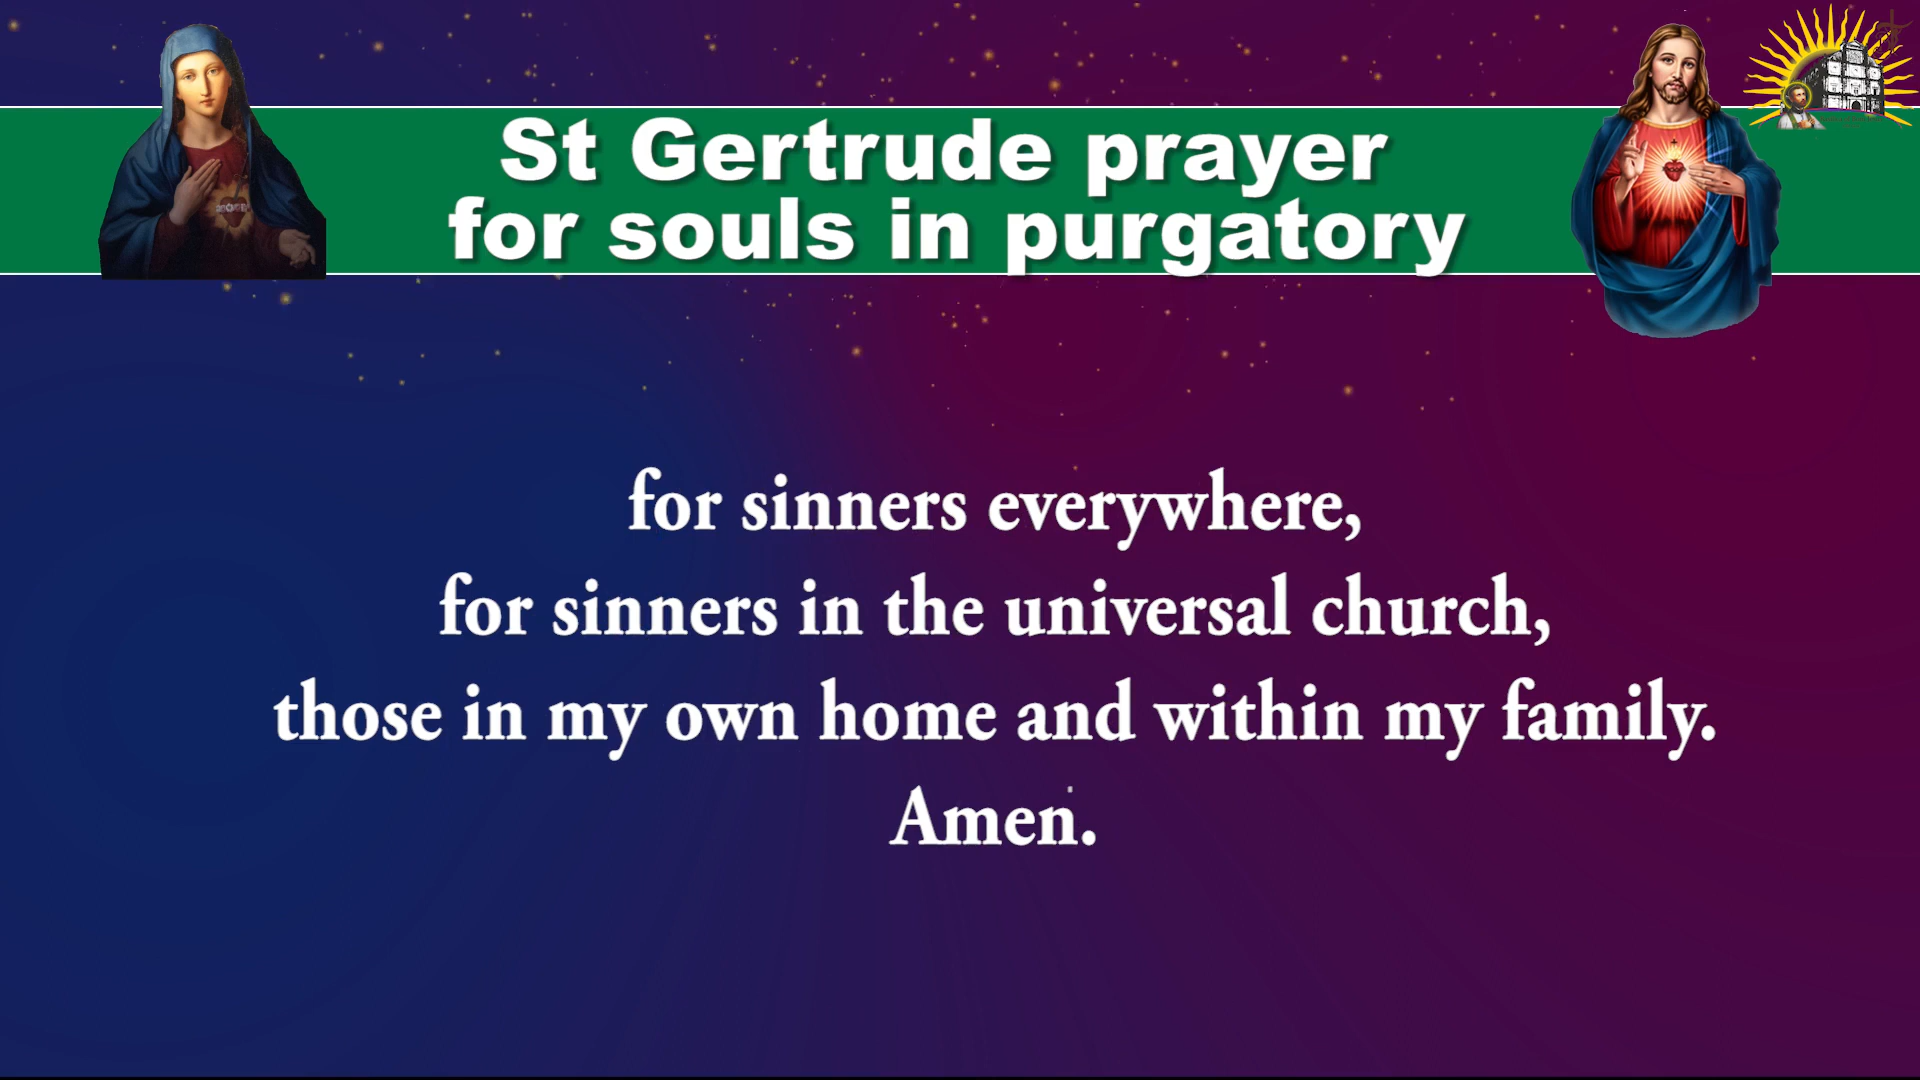 St Gertrude prayer
for souls in purgatory
for sinners everywhere,
for sinners in the universal church,
those in my own home and within my family.
Amen.